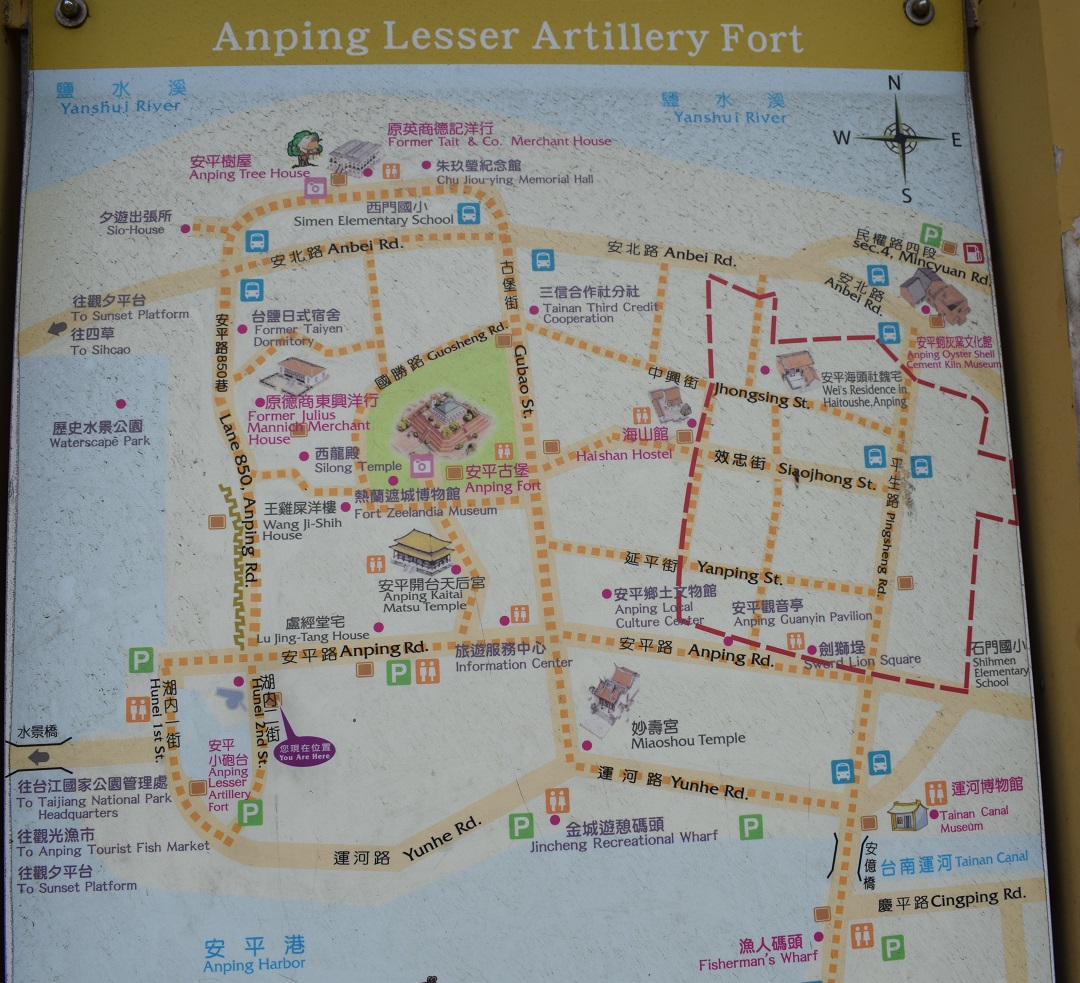 Anping Lesser Artillery Fort
鹽水溪
Yanshui River
鹽水溪
Yanshui River
N
W
E
S
原英商德記洋行
Former Tait & Co. Merchant House
安平樹屋
Anping Tree House
朱玖瑩紀念館
Chu Jiou-ying Memorial Hall
夕遊出張所
Sio-House
西門國小
Simen Elementary School
安北路 Anbei Rd.
安北路 Anbei Rd.
民權路四段
sec.4, Mincyuan Rd.
安北路
Anbei Rd.
古堡街
Gubao St.
往觀夕平台
To Sunset Platform
往四草
To Sihcao
台鹽日式宿舍
Former Taiyen
Dormitory
三信合作社分社
Tainan Third Credit
Cooperation
安平路850巷
Lane 850, Anping Rd.
國勝路 Guosheng Rd.
安平蚵灰窯文化館
Anping Oyster Shell
Cement Kiln Museum
中興街 Jhongsing St.
安平海頭社魏宅
Wei's Residence in
Haitoushe, Anping
原德商東興洋行
Former Julius
Mannich Merchant
House
歷史水景公園
Waterscape Park
海山館
Haishan Hostel
西龍殿
Silong Temple
安平古堡
Anping Fort
效忠街 Siaojhong St.
平生路 Pingsheng Rd.
熱蘭遮城博物館
Fort Zeelandia Museum
王雞屎洋樓
Wang Ji-Shih
House
延平街 Yanping St.
安平開台天后宮
Anping Kaitai
Matsu Temple
安平鄉土文物館
Anping Local
Culture Center
安平觀音亭
Anping Guanyin Pavilion
盧經堂宅
Lu Jing-Tang House
安平路 Anping Rd.
旅遊服務中心
Information Center
安平路 Anping Rd.
劍獅埕
Sword Lion Square
石門國小
Shihmen
Elementary
School
P
P
P
湖內一街
Hunei 1st St.
湖內二街
Hunei 2nd St.
您現在位置
You Are Here
水景橋
安平
小砲台
Anping
Lesser
Artillery
Fort
P
妙壽宮
Miaoshou Temple
運河路 Yunhe Rd.
往台江國家公園管理處
To Taijiang National Park
Headquarters
往觀光漁市
To Anping Tourist Fish Market
往觀夕平台
To Sunset Platform
運河路 Yunhe Rd.
P
金城遊憩碼頭
Jincheng Recreational Wharf
P
運河博物館
Tainan Canal
Museum
安億橋
台南運河 Tainan Canal
慶平路 Cingping Rd.
安平港
Anping Harbor
漁人碼頭
Fisherman's Wharf
P